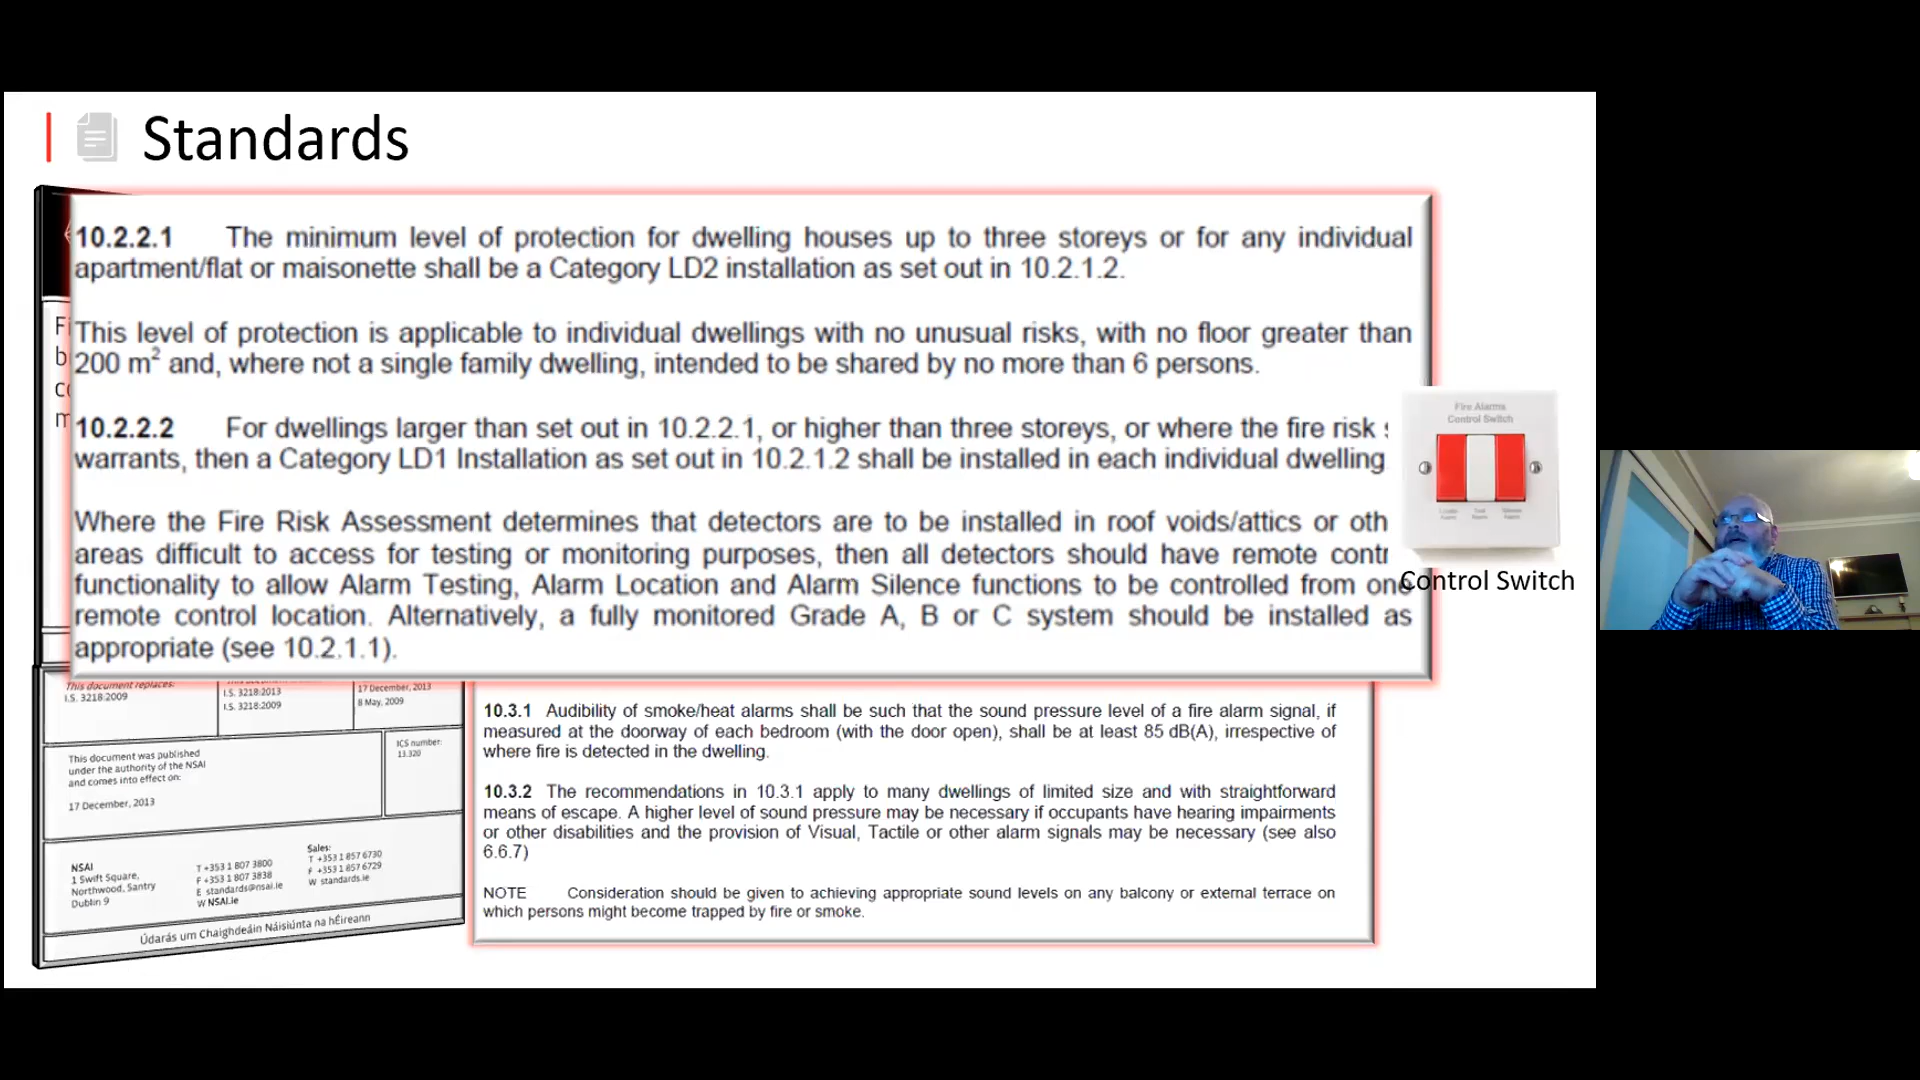 Standards
10.2.2.1 The minimum level of protection for dwelling houses up to three storeys or for any individual
apartment/flat or maisonette shall be a Category LD2 installation as set out in 10.2.1.2.
This level of protection is applicable to individual dwellings with no unusual risks, with no floor greater than
200 m² and, where not a single family dwelling, intended to be shared by no more than 6 persons.
10.2.2.2 For dwellings larger than set out in 10.2.2.1, or higher than three storeys, or where the fire risk
warrants, then a Category LD1 Installation as set out in 10.2.1.2 shall be installed in each individual dwelling
Where the Fire Risk Assessment determines that detectors are to be installed in roof voids/attics or oth
areas difficult to access for testing or monitoring purposes, then all detectors should have remote contr
functionality to allow Alarm Testing, Alarm Location and Alarm Silence functions to be controlled from one
remote control location. Alternatively, a fully monitored Grade A, B or C system should be installed as
appropriate (see 10.2.1.1).
Fire Alarms
Control Switch
Control Switch
This document replaces:
I.S. 3218:2009
I.S. 3218:2013
I.S. 3218:2009
17 December, 2013
8 May, 2009
This document was published
under the authority of the NSAI
and comes into effect on:
17 December, 2013
ICS number:
13.320
NSAI
1 Swift Square,
Northwood, Santry
Dublin 9
T +353 1 807 3800
F +353 1 807 3838
E standards@nsai.ie
W NSAI.ie
Sales:
T +353 1 857 6730
F +353 1 857 6729
W standards.ie
Údarás um Chaighdeáin Náisiúnta na hÉireann
10.3.1 Audibility of smoke/heat alarms shall be such that the sound pressure level of a fire alarm signal, if
measured at the doorway of each bedroom (with the door open), shall be at least 85 dB(A), irrespective of
where fire is detected in the dwelling.
10.3.2 The recommendations in 10.3.1 apply to many dwellings of limited size and with straightforward
means of escape. A higher level of sound pressure may be necessary if occupants have hearing impairments
or other disabilities and the provision of Visual, Tactile or other alarm signals may be necessary (see also
6.6.7)
NOTE Consideration should be given to achieving appropriate sound levels on any balcony or external terrace on
which persons might become trapped by fire or smoke.